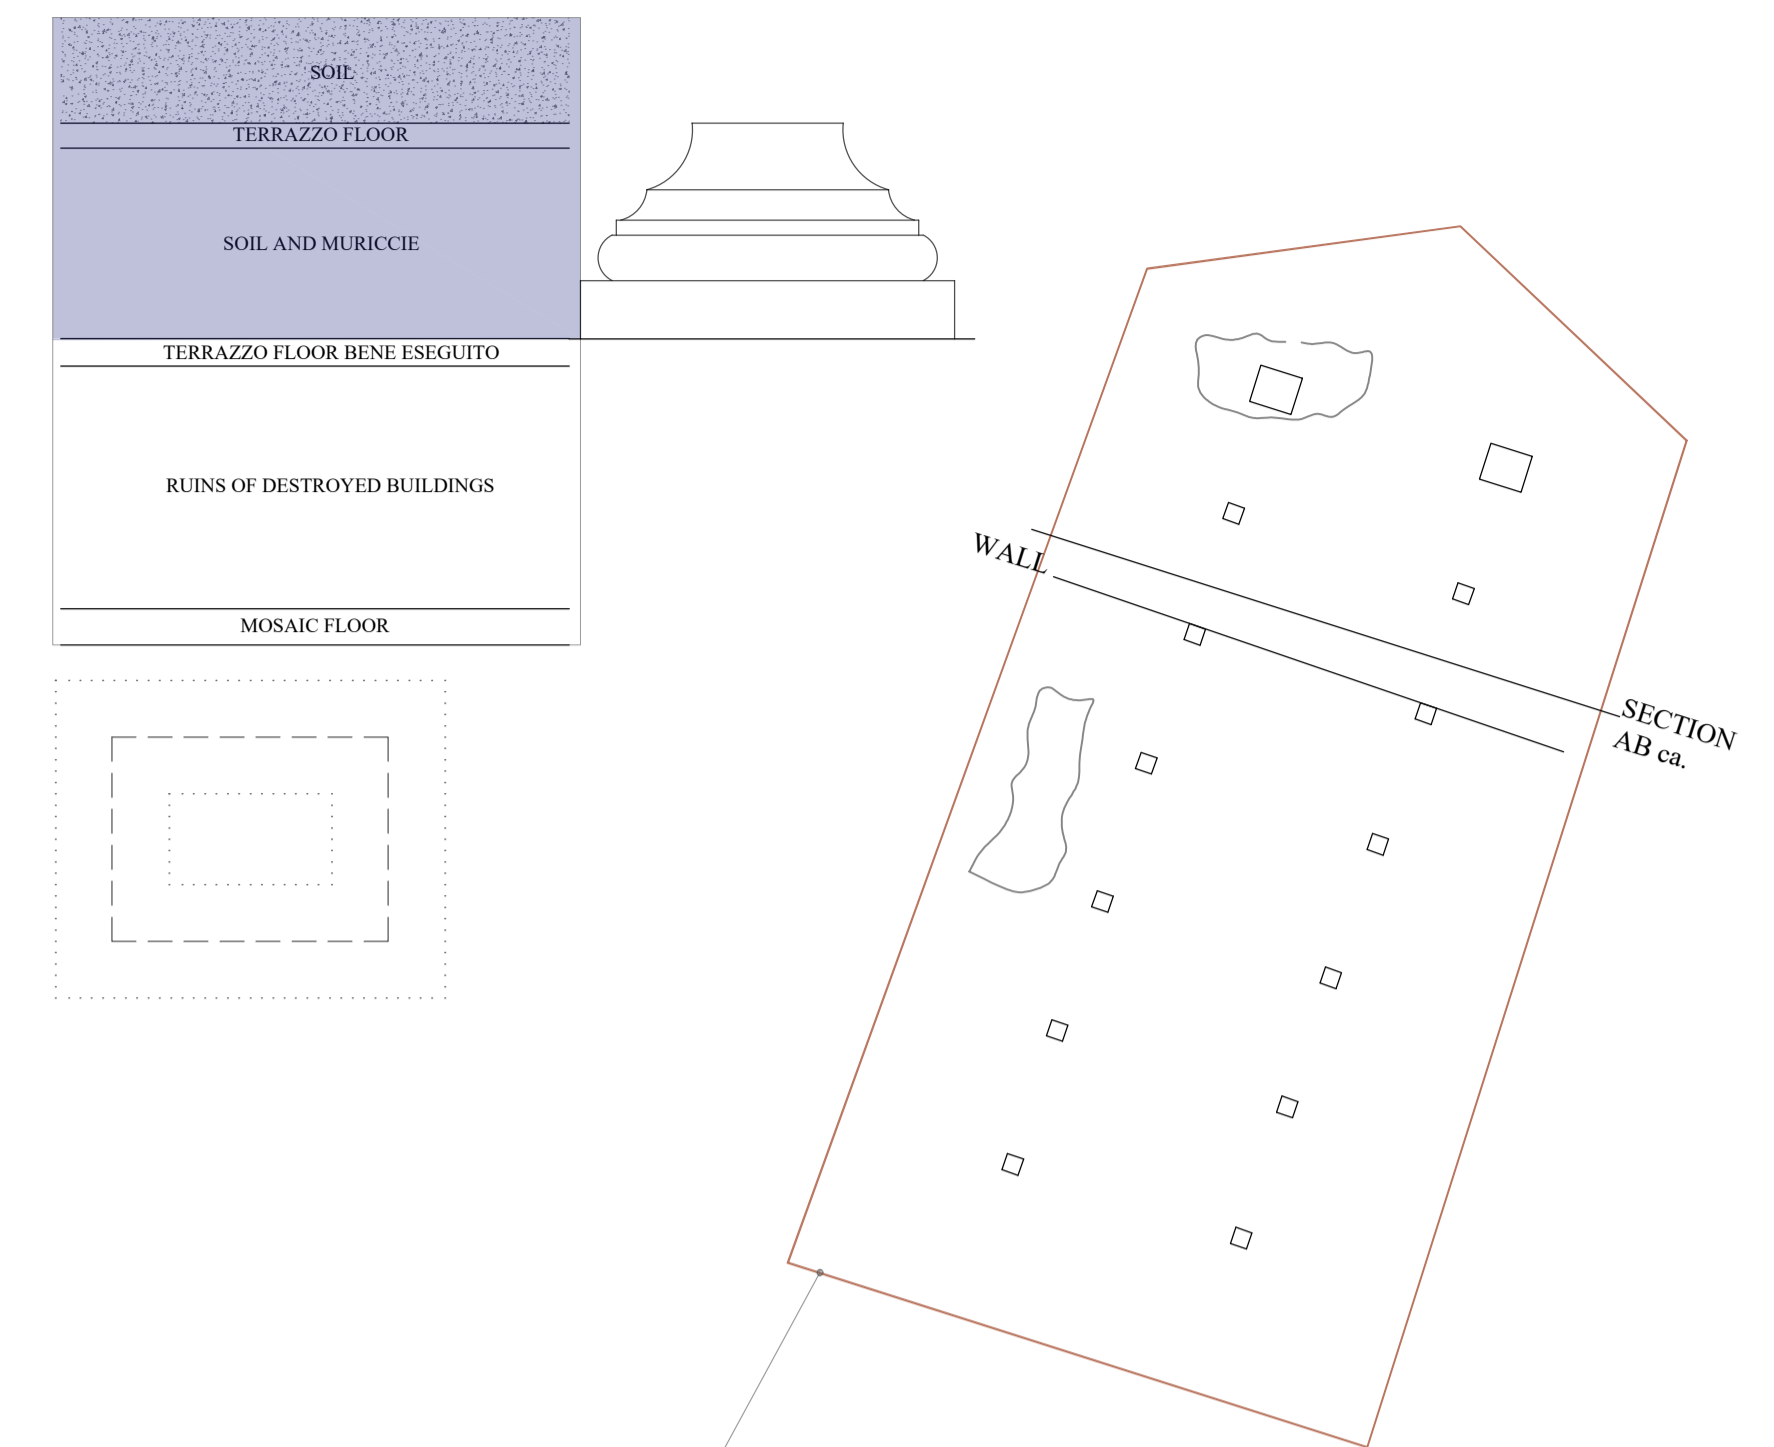 SOIL
TERRAZZO FLOOR
SOIL AND MURICCIE
TERRAZZO FLOOR BENE ESEGUITO
RUINS OF DESTROYED BUILDINGS
MOSAIC FLOOR
WALL
SECTION
AB ca.